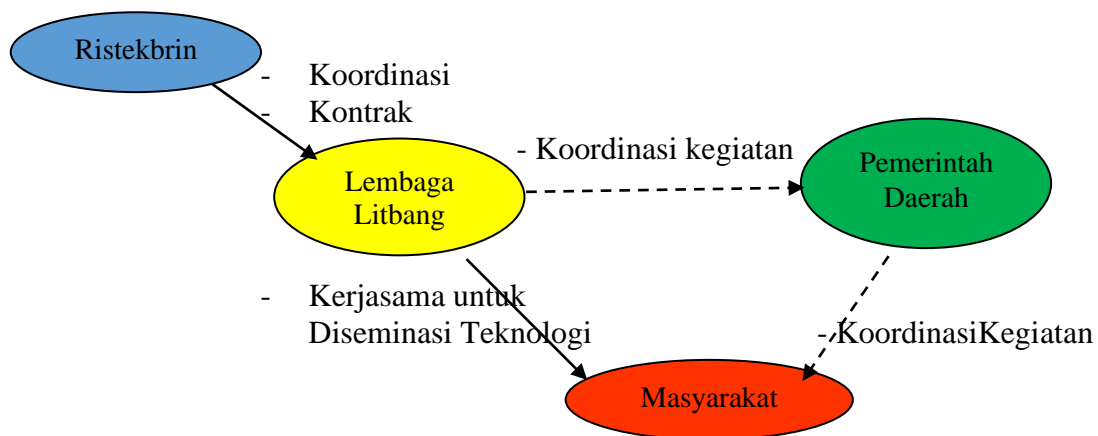 Ristekbrin
- Koordinasi
- Kontrak
- Koordinasi kegiatan
Lembaga
Litbang
Pemerintah
Daerah
- Kerjasama untuk
Diseminasi Teknologi
- KoordinasiKegiatan
Masyarakat